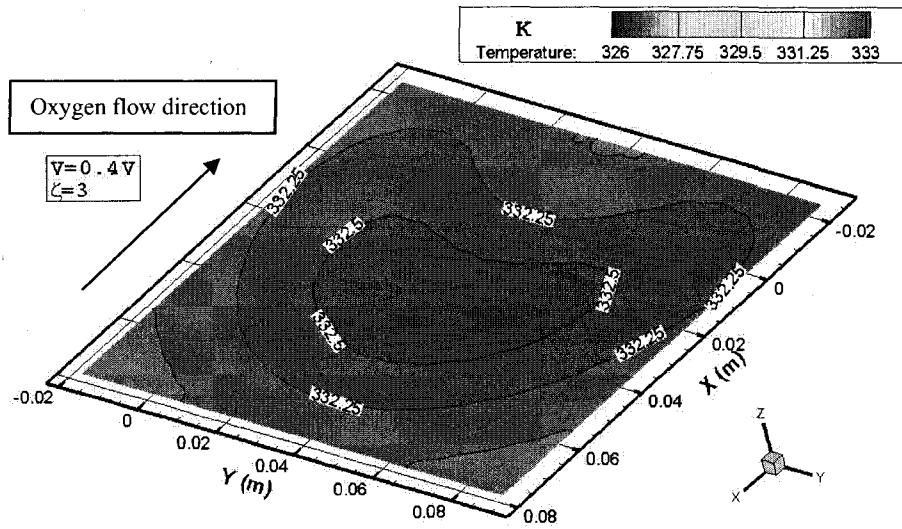 K
Temperature: 326 327.75 329.5 331.25 333
Oxygen flow direction
V=0.4V
ζ=3
332.25
332.5
332.25
332.5
332.25
332.5
332.25
332.25
-0.02
0
0.02
0.04
0.06
0.08
Y (m)
-0.02
0
0.02
0.04
0.06
0.08
X (m)
Z
Y
X